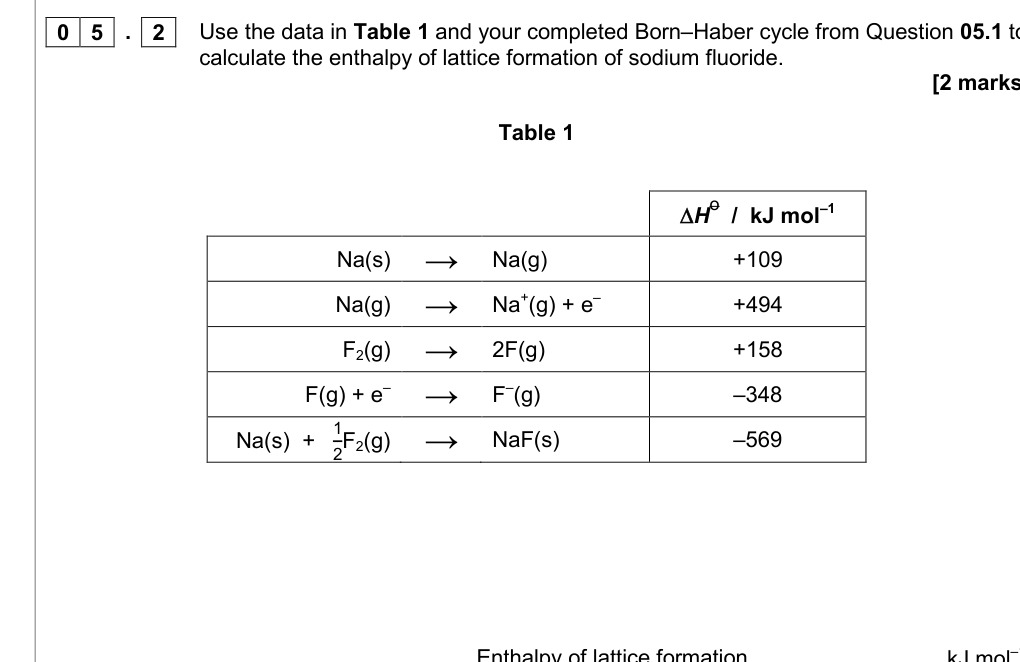 0 5 . 2 Use the data in Table 1 and your completed Born–Haber cycle from Question 05.1 to
calculate the enthalpy of lattice formation of sodium fluoride.
[2 marks
Table 1
ΔH⦵ / kJ mol⁻¹
Na(s) ⟶ Na(g) +109
Na(g) ⟶ Na⁺(g) + e⁻ +494
F₂(g) ⟶ 2F(g) +158
F(g) + e⁻ ⟶ F⁻(g) –348
Na(s) + ½F₂(g) ⟶ NaF(s) –569
Enthalpy of lattice formation kJ mol⁻